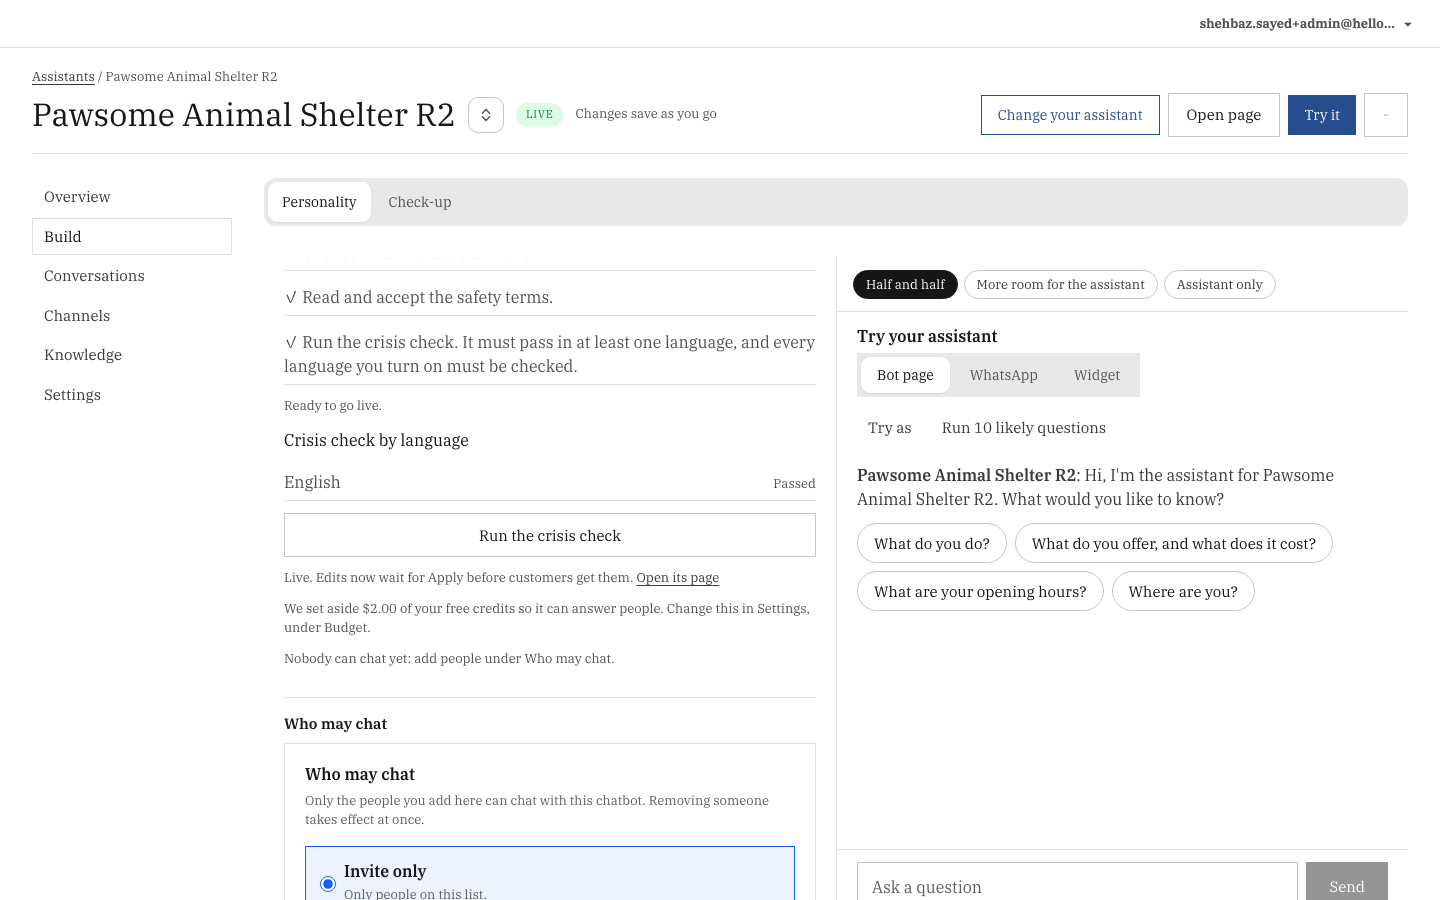 shehbaz.sayed+admin@hello...
Assistants / Pawsome Animal Shelter R2
Pawsome Animal Shelter R2
LIVE
Changes save as you go
Change your assistant
Open page
Try it
Overview
Build
Conversations
Channels
Knowledge
Settings
Personality
Check-up
✓ Read and accept the safety terms.
✓ Run the crisis check. It must pass in at least one language, and every
language you turn on must be checked.
Ready to go live.
Crisis check by language
English
Passed
Run the crisis check
Live. Edits now wait for Apply before customers get them. Open its page
We set aside $2.00 of your free credits so it can answer people. Change this in Settings,
under Budget.
Nobody can chat yet: add people under Who may chat.
Who may chat
Who may chat
Only the people you add here can chat with this chatbot. Removing someone
takes effect at once.
Invite only
Only people on this list.
Half and half
More room for the assistant
Assistant only
Try your assistant
Bot page
WhatsApp
Widget
Try as
Run 10 likely questions
Pawsome Animal Shelter R2: Hi, I'm the assistant for Pawsome
Animal Shelter R2. What would you like to know?
What do you do?
What do you offer, and what does it cost?
What are your opening hours?
Where are you?
Ask a question
Send